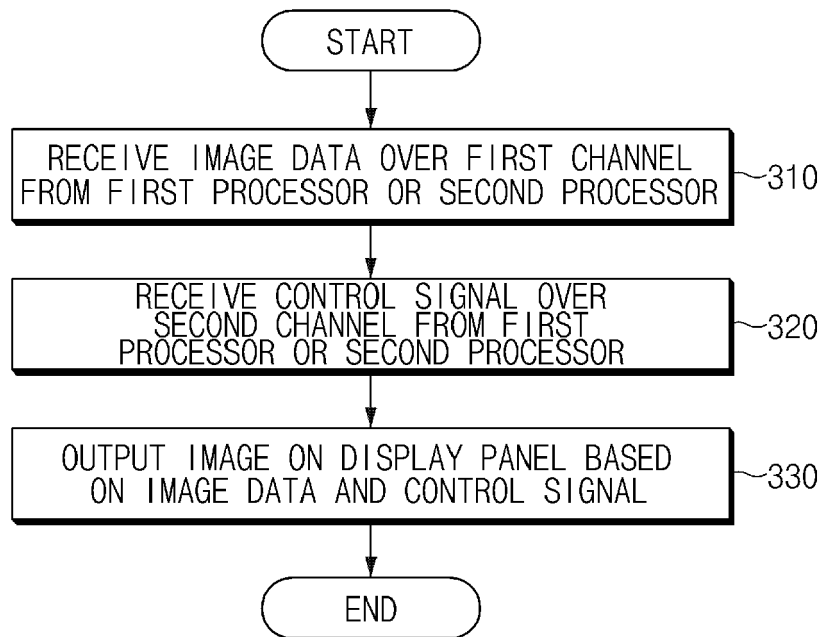 START
RECEIVE IMAGE DATA OVER FIRST CHANNEL
FROM FIRST PROCESSOR OR SECOND PROCESSOR
310
RECEIVE CONTROL SIGNAL OVER
SECOND CHANNEL FROM FIRST
PROCESSOR OR SECOND PROCESSOR
320
OUTPUT IMAGE ON DISPLAY PANEL BASED
ON IMAGE DATA AND CONTROL SIGNAL
330
END